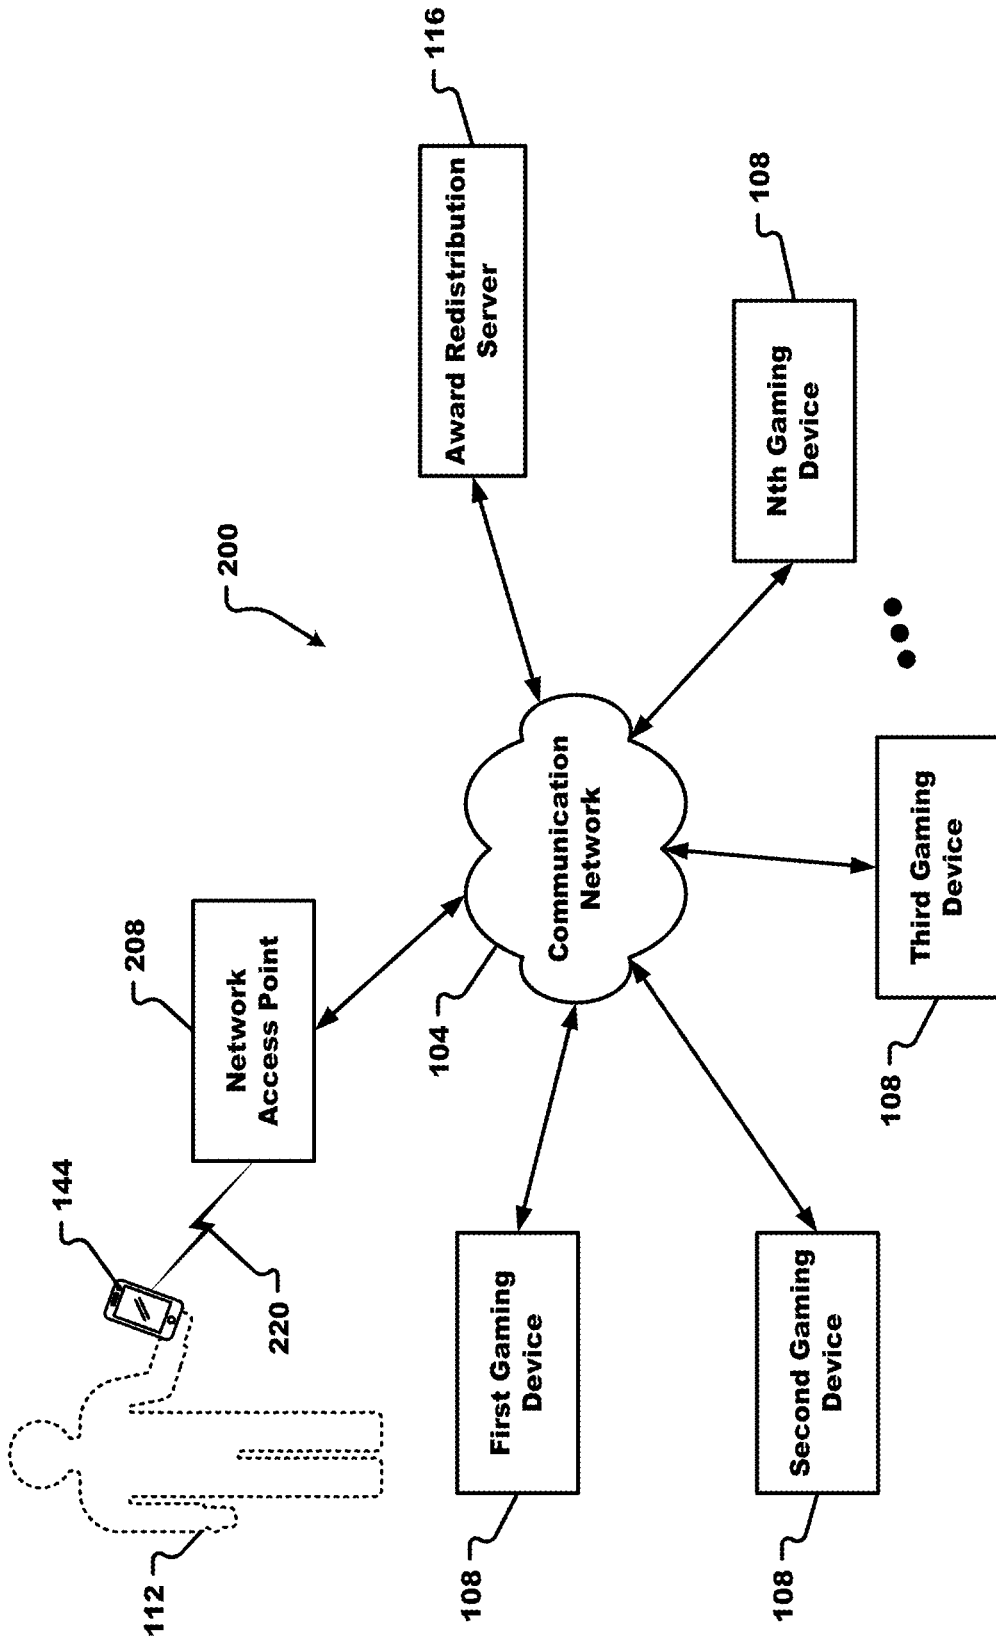 112
144
220
Network
Access Point
208
200
Award Redistribution
Server
116
104
Communication
Network
First Gaming
Device
108
Second Gaming
Device
108
Third Gaming
Device
108
Nth Gaming
Device
108